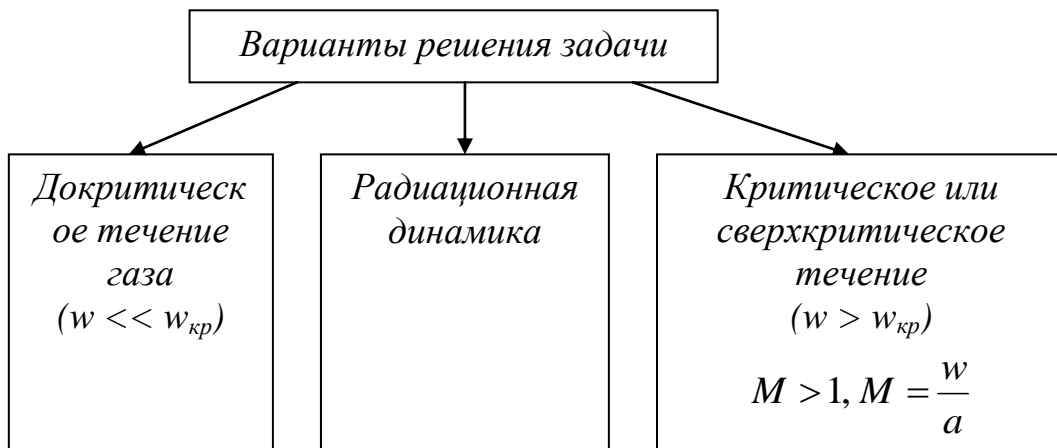 Варианты решения задачи
Докритическ
ое течение
газа
(w << wкр)
Радиационная
динамика
Критическое или
сверхкритическое
течение
(w > wкр)
M > 1, M = w/a